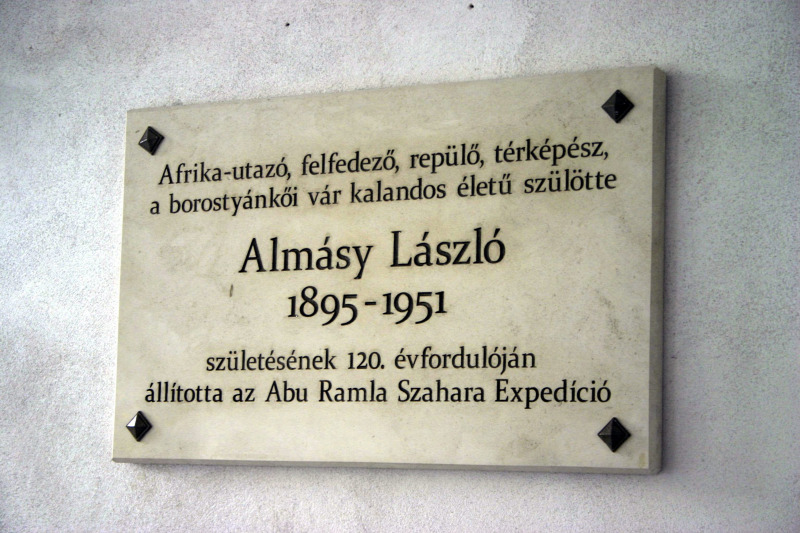 Afrika-utazó, felfedező, repülő, térképész,
a borostyánkői vár kalandos életű szülötte
Almásy László
1895-1951
születésének 120. évfordulóján
állította az Abu Ramla Szahara Expedíció